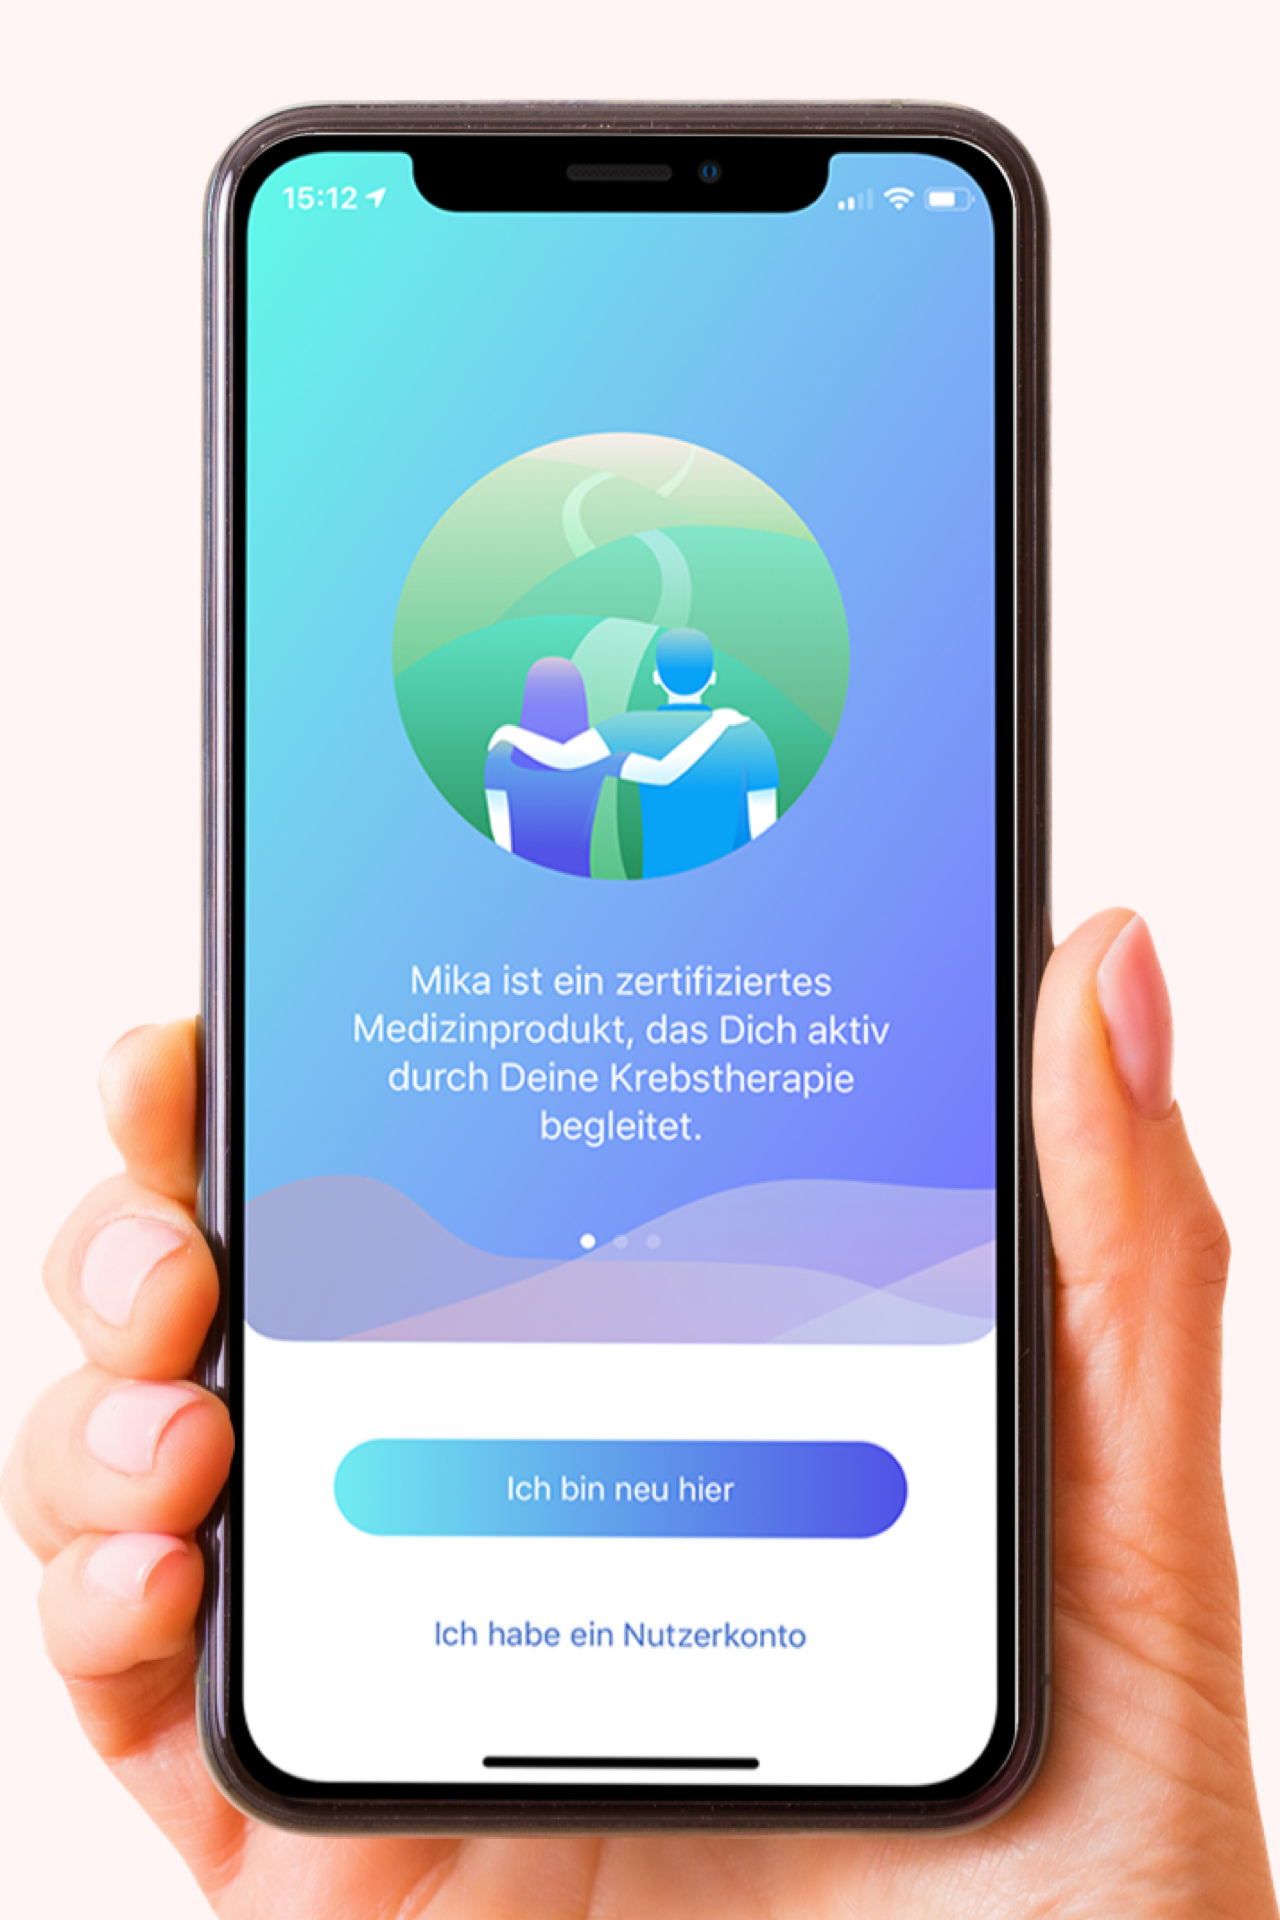 15:12
Mika ist ein zertifiziertes
Medizinprodukt, das Dich aktiv
durch Deine Krebstherapie
begleitet.
Ich bin neu hier
Ich habe ein Nutzerkonto